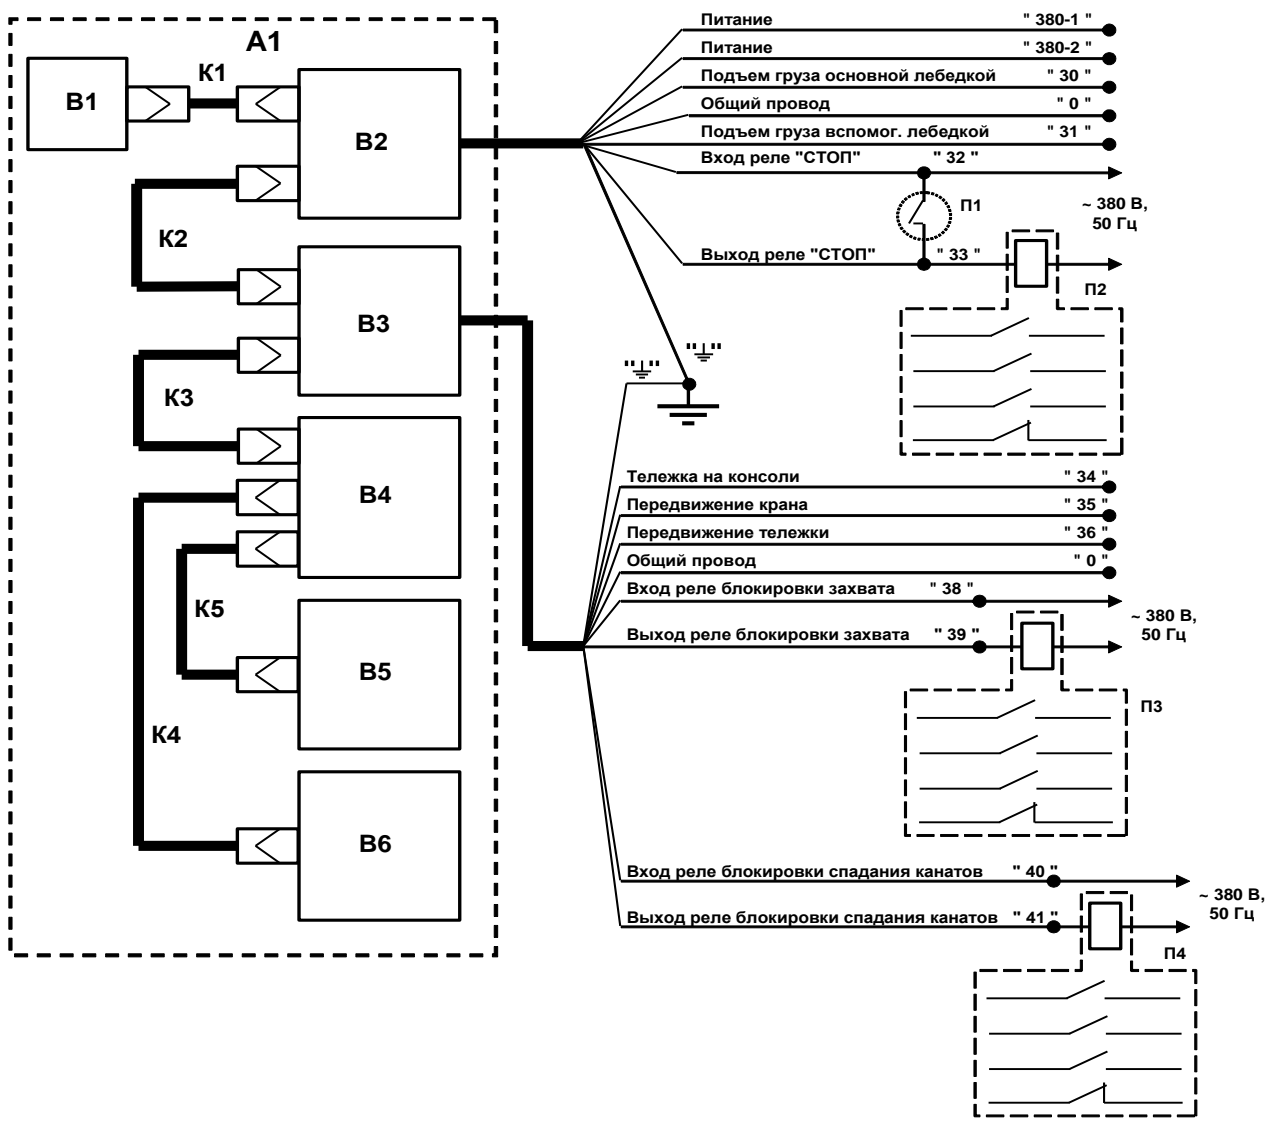 А1
В1
К1
В2
К2
В3
К3
В4
К5
В5
К4
В6
Питание " 380-1 "
Питание " 380-2 "
Подъем груза основной лебедкой " 30 "
Общий провод " 0 "
Подъем груза вспомог. лебедкой " 31 "
Вход реле "СТОП" " 32 "
П1
~ 380 В,
50 Гц
Выход реле "СТОП" " 33 "
П2
"⏚"
"⏚"
Тележка на консоли " 34 "
Передвижение крана " 35 "
Передвижение тележки " 36 "
Общий провод " 0 "
Вход реле блокировки захвата " 38 "
~ 380 В,
50 Гц
Выход реле блокировки захвата " 39 "
П3
Вход реле блокировки спадания канатов " 40 "
~ 380 В,
50 Гц
Выход реле блокировки спадания канатов " 41 "
П4